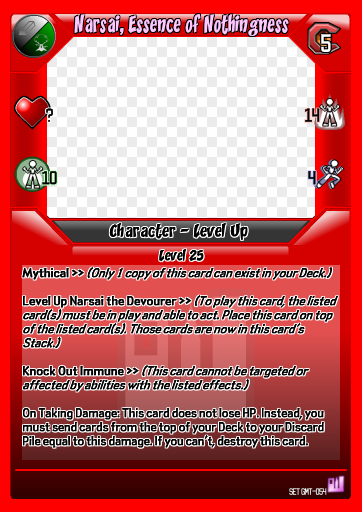 Narsai, Essence of Nothingness
5
?
14
10
4
Character - Level Up
Level 25
Mythical >> (Only 1 copy of this card can exist in your Deck.)
Level Up Narsai the Devourer >> (To play this card, the listed
card(s) must be in play and able to act. Place this card on top
of the listed card(s). Those cards are now in this card's
Stack.)
Knock Out Immune >> (This card cannot be targeted or
affected by abilities with the listed effects.)
On Taking Damage: This card does not lose HP. Instead, you
must send cards from the top of your Deck to your Discard
Pile equal to this damage. If you can't, destroy this card.
SET GMT-054